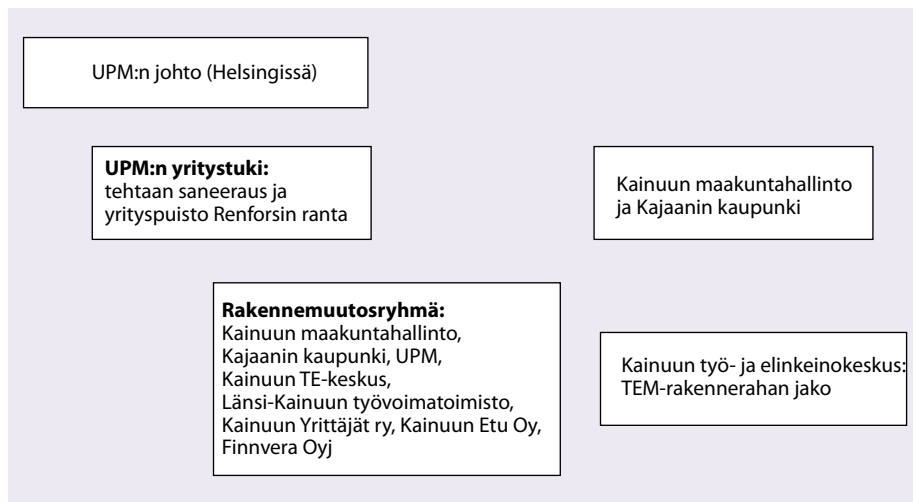 UPM:n johto (Helsingissä)
UPM:n yritystuki:
tehtaan saneeraus ja
yrityspuisto Renforsin ranta
Kainuun maakuntahallinto
ja Kajaanin kaupunki
Rakennemuutosryhmä:
Kainuun maakuntahallinto,
Kajaanin kaupunki, UPM,
Kainuun TE-keskus,
Länsi-Kainuun työvoimatoimisto,
Kainuun Yrittäjät ry, Kainuun Etu Oy,
Finnvera Oyj
Kainuun työ- ja elinkeinokeskus:
TEM-rakennerahan jako